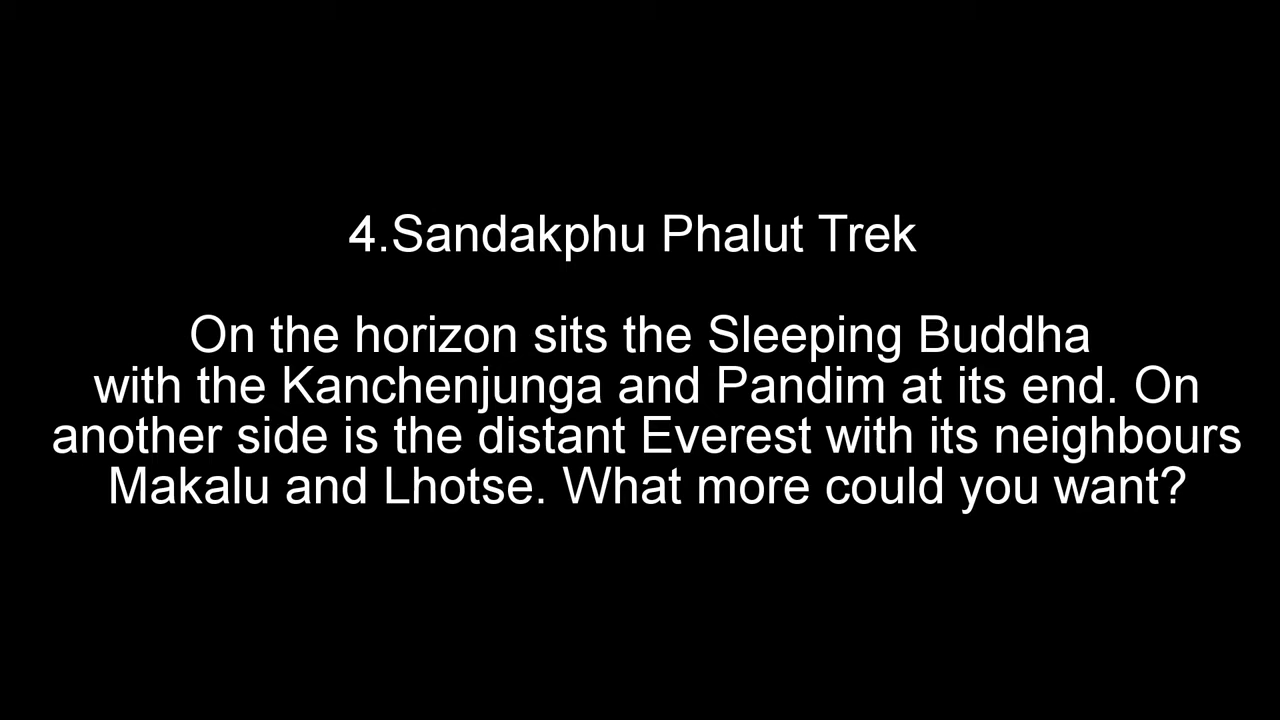 4.Sandakphu Phalut Trek
On the horizon sits the Sleeping Buddha
with the Kanchenjunga and Pandim at its end. On
another side is the distant Everest with its neighbours
Makalu and Lhotse. What more could you want?